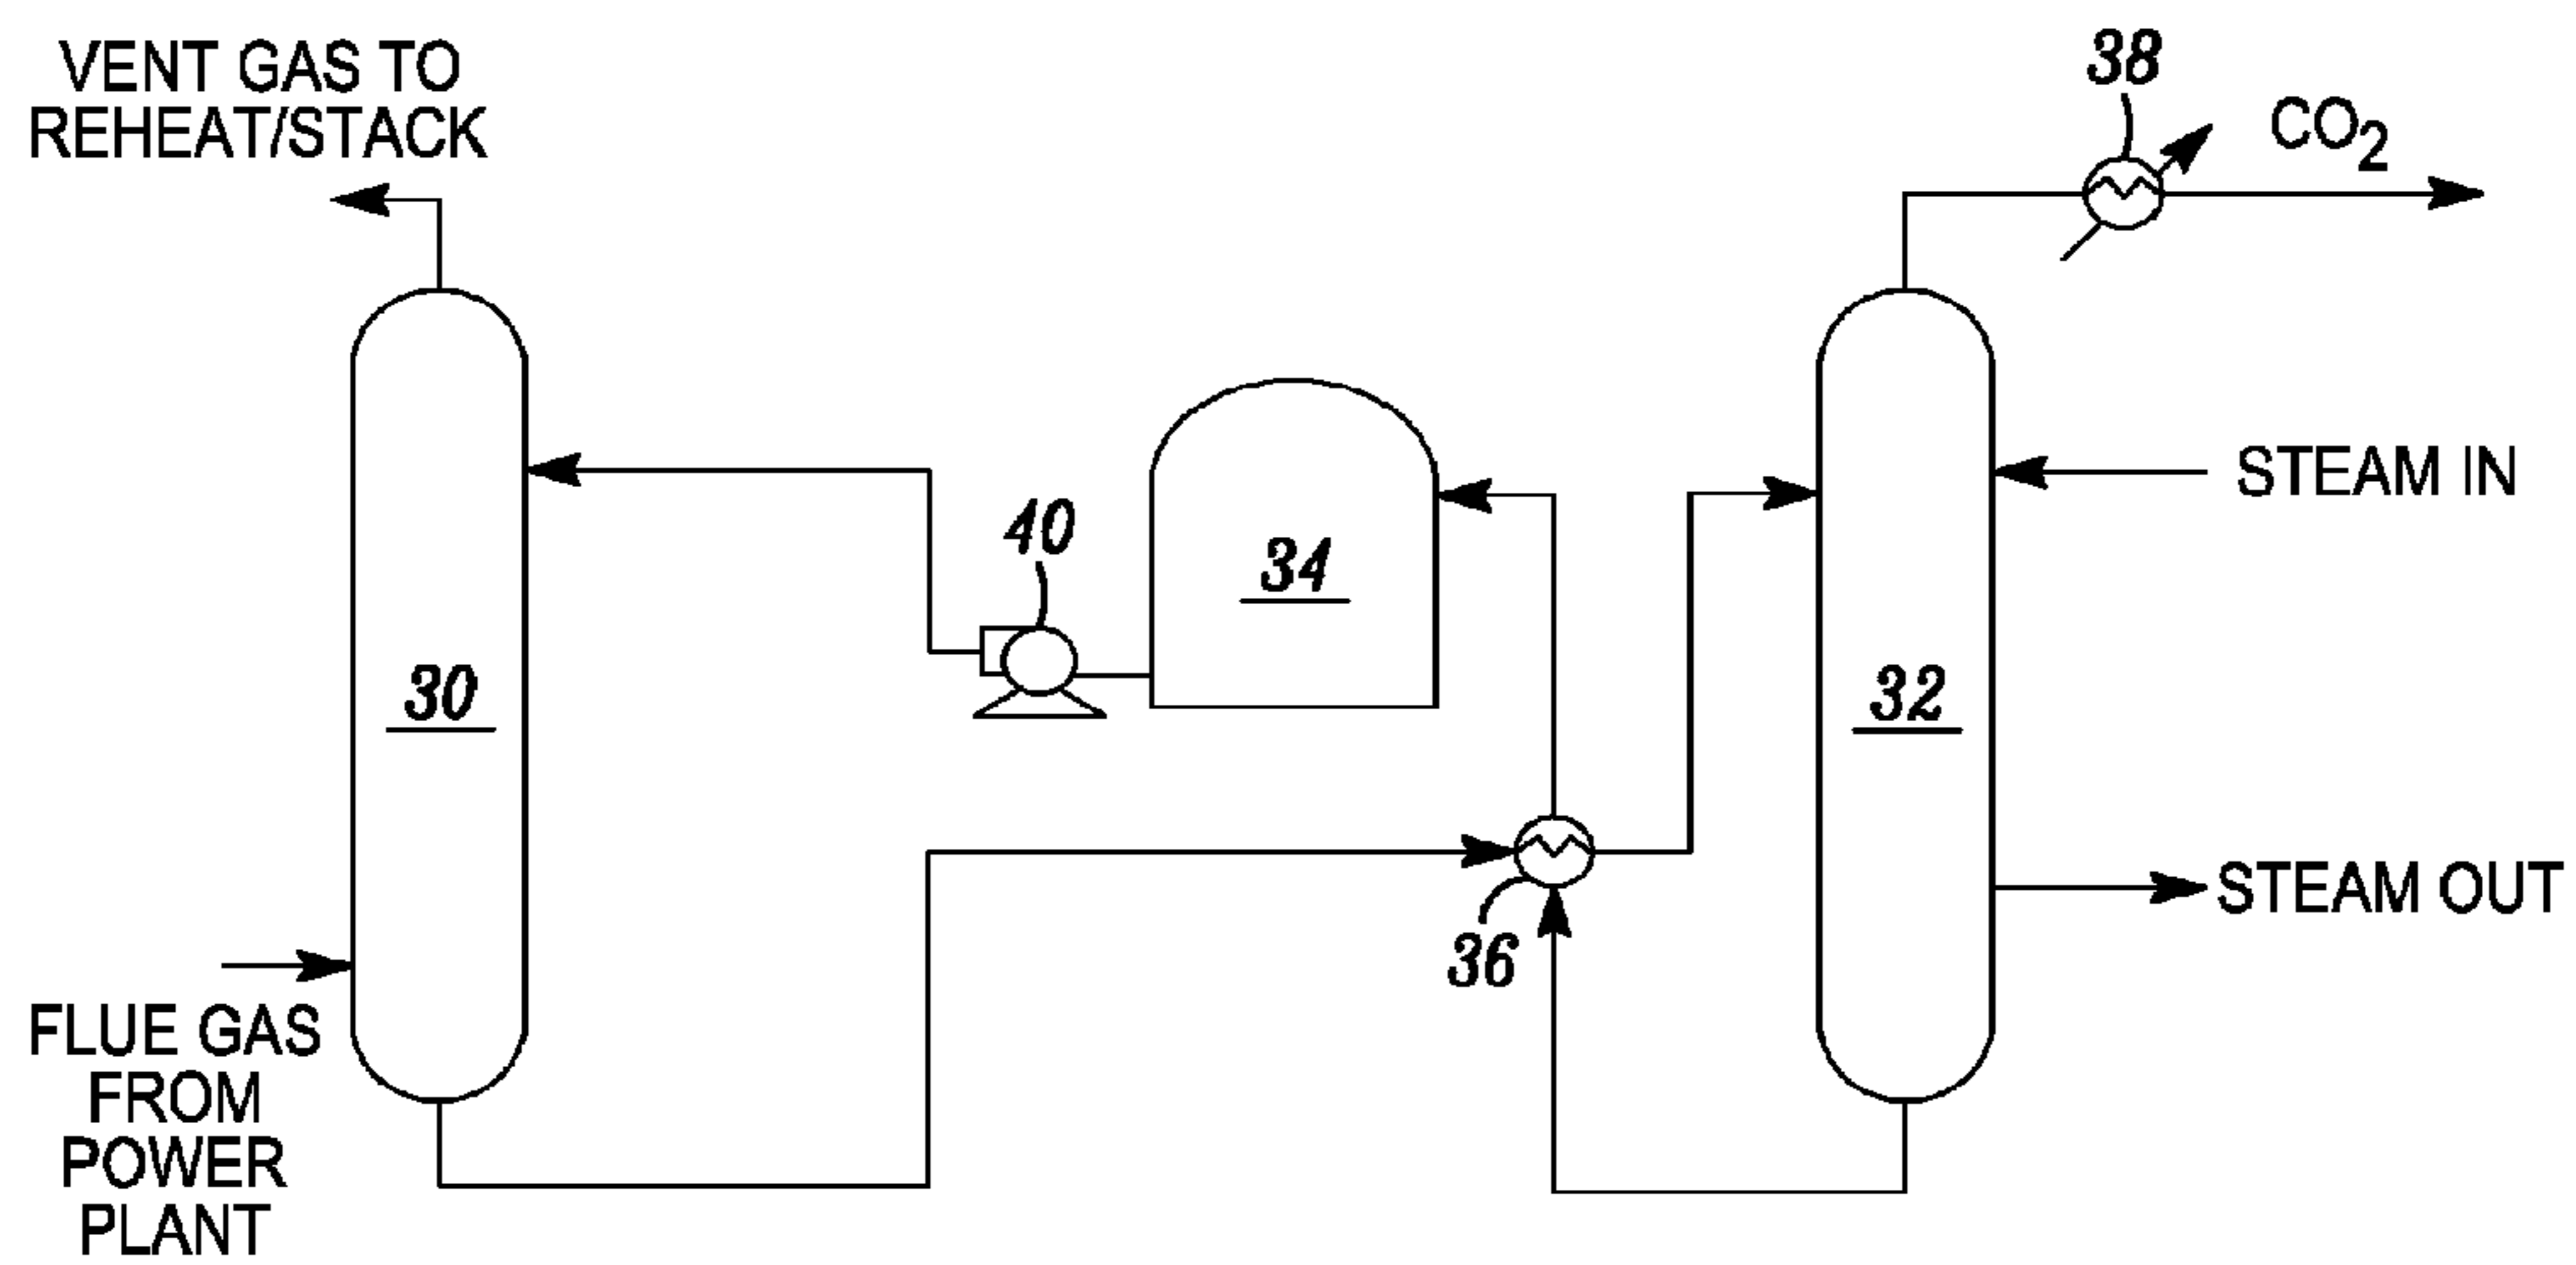 VENT GAS TO
REHEAT/STACK
38
CO2
STEAM IN
40
34
30
32
STEAM OUT
36
FLUE GAS
FROM
POWER
PLANT